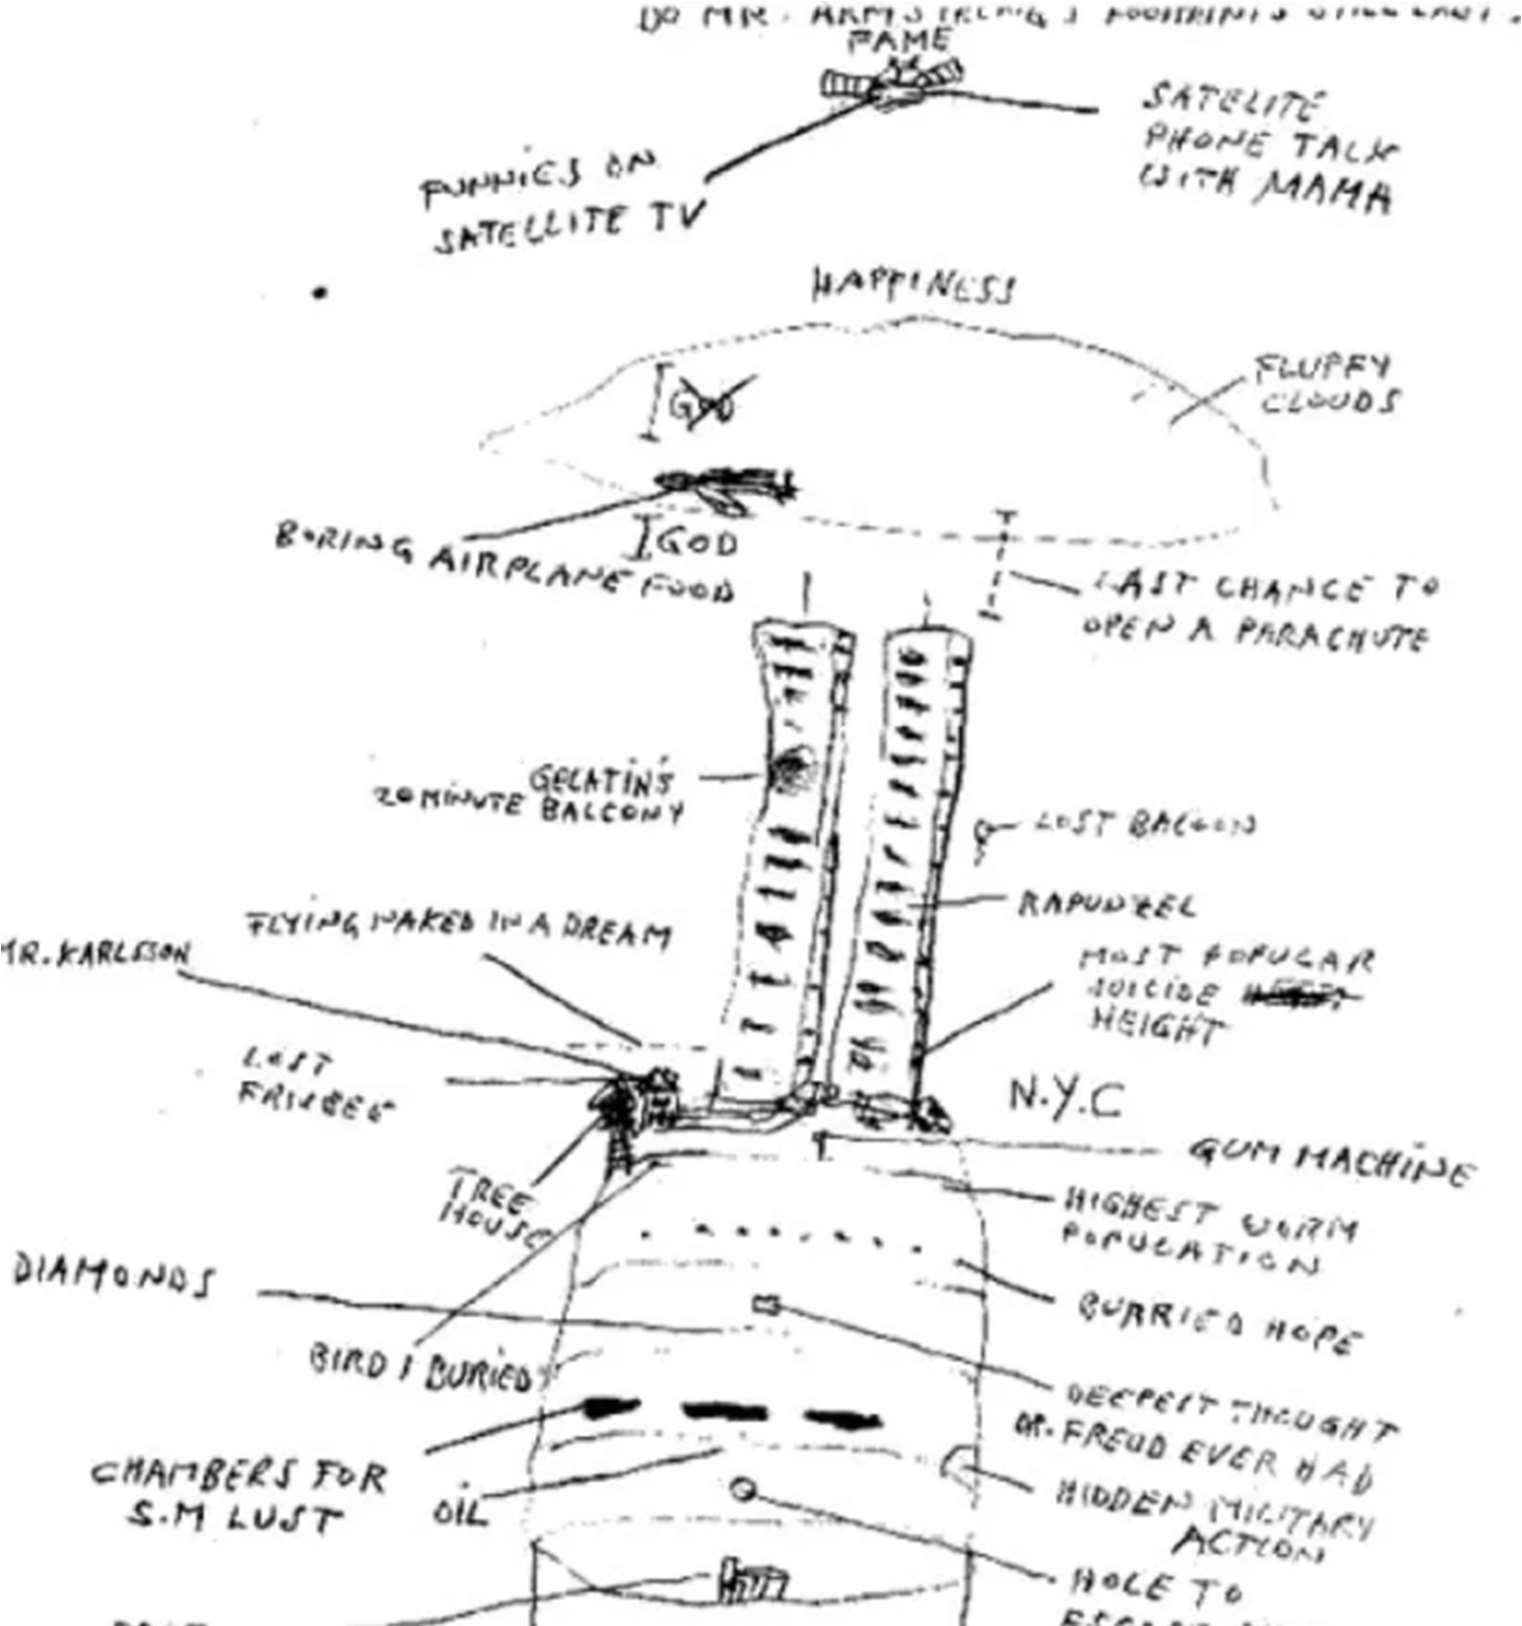 DO MR. ARMSTRONG'S FOOTPRINTS STILL LAST.
FAME
SATELITE
PHONE TALK
WITH MAMA
FUNNIES ON
SATELLITE TV
HAPPINESS
FLUFFY
CLOUDS
GOD
BORING AIRPLANE FOOD
GOD
LAST CHANCE TO
OPEN A PARACHUTE
GELATIN'S
20 MINUTE BALCONY
LOST BALLOON
RAPUNZEL
FLYING NAKED IN A DREAM
MR. KARLSSON
MOST POPULAR
SUICIDE
HEIGHT
LOST
FRISBEE
N.Y.C
GUM MACHINE
TREE
HOUSE
HIGHEST WORM
POPULATION
DIAMONDS
BURRIED HOPE
BIRD I BURIED
DEEPEST THOUGHT
DR. FREUD EVER HAD
CHAMBERS FOR
S.M LUST
OIL
HIDDEN MILITARY
ACTION
HOLE TO